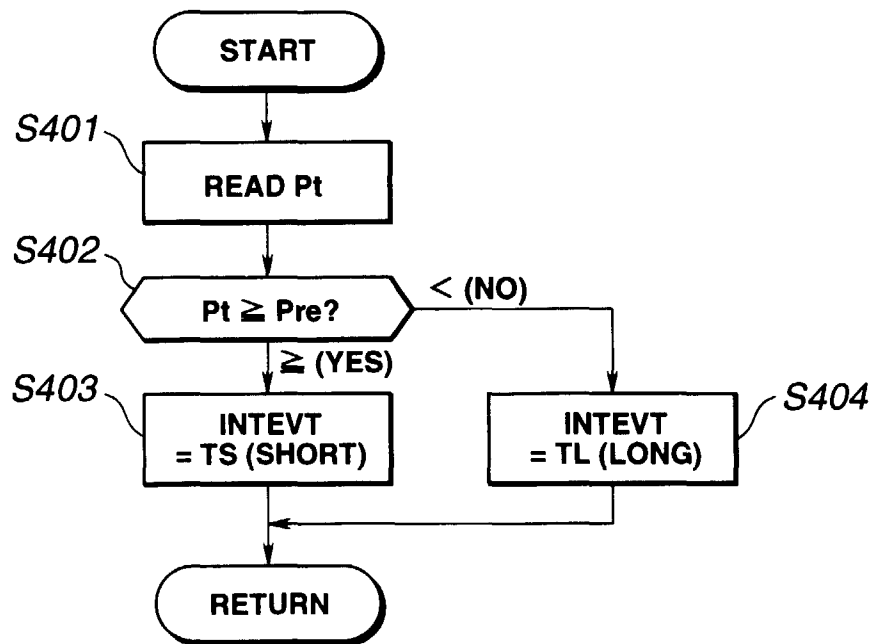 START
S401
READ Pt
S402
Pt ≧ Pre?
< (NO)
≧ (YES)
S403
INTEVT
= TS (SHORT)
S404
INTEVT
= TL (LONG)
RETURN